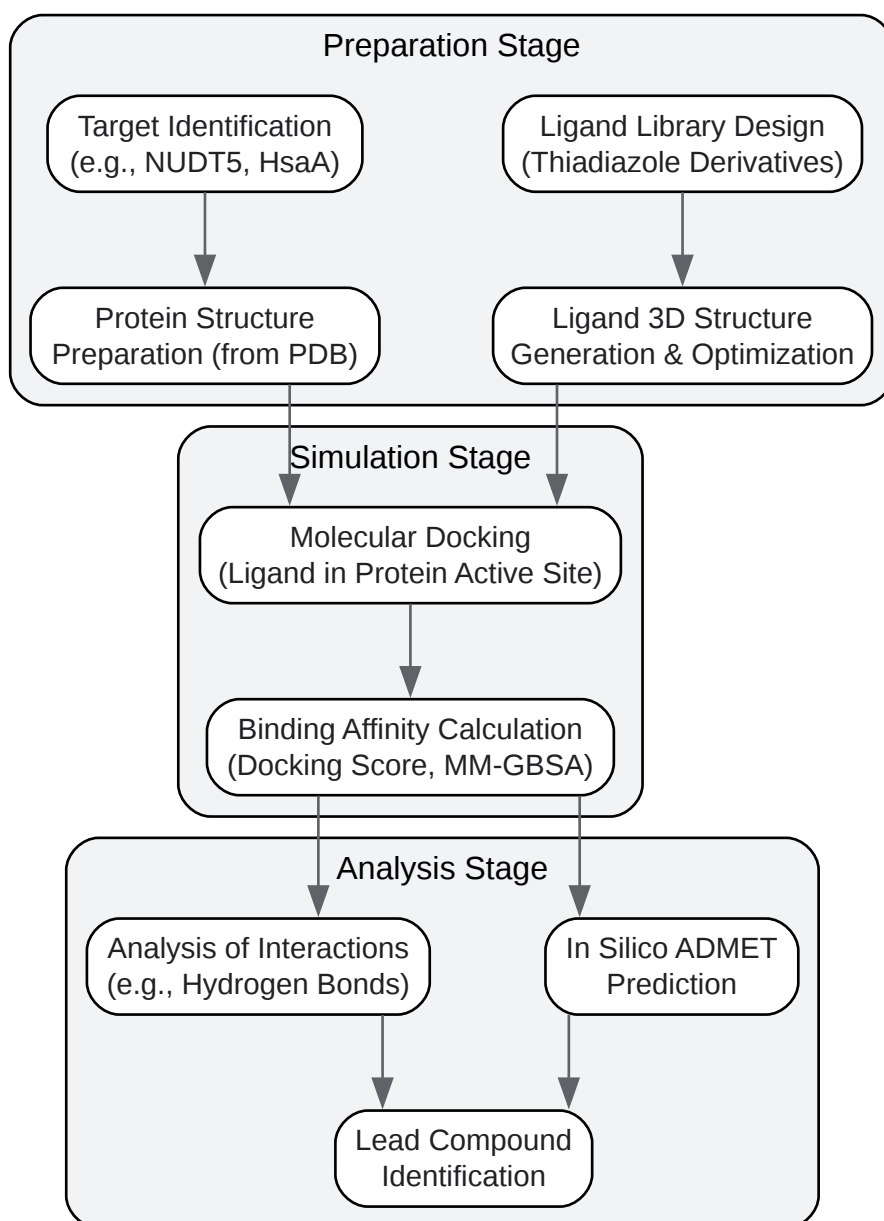 Preparation Stage
Target Identification
(e.g., NUDT5, HsaA)
Ligand Library Design
(Thiadiazole Derivatives)
Protein Structure
Preparation (from PDB)
Ligand 3D Structure
Generation & Optimization
Simulation Stage
Molecular Docking
(Ligand in Protein Active Site)
Binding Affinity Calculation
(Docking Score, MM-GBSA)
Analysis Stage
Analysis of Interactions
(e.g., Hydrogen Bonds)
In Silico ADMET
Prediction
Lead Compound
Identification